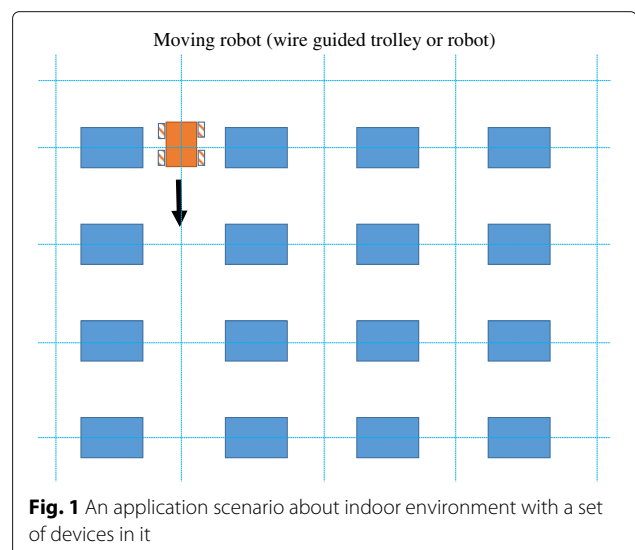 Moving robot (wire guided trolley or robot)
Fig. 1 An application scenario about indoor environment with a set
of devices in it